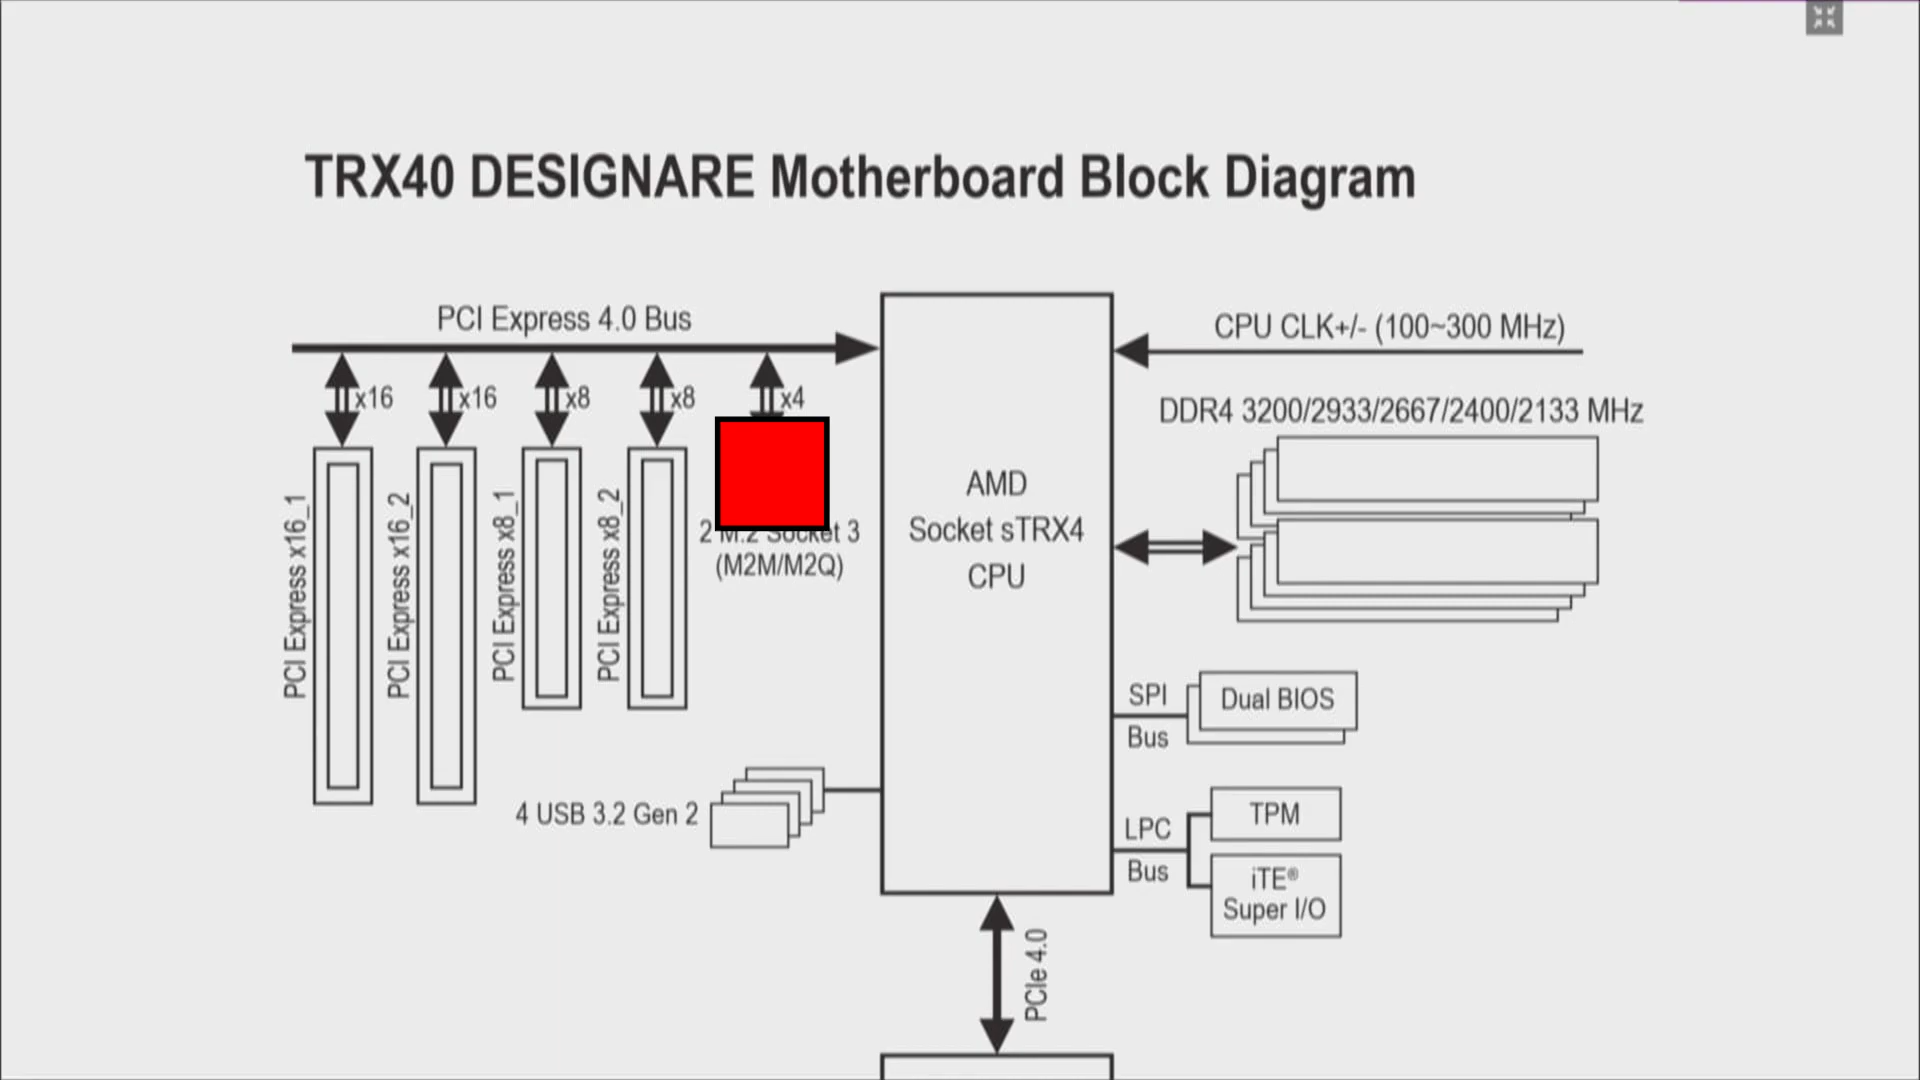 TRX40 DESIGNARE Motherboard Block Diagram
PCI Express 4.0 Bus
x16
x16
x8
x8
x4
PCI Express x16_1
PCI Express x16_2
PCI Express x8_1
PCI Express x8_2
2 M.2 Socket 3
(M2M/M2Q)
4 USB 3.2 Gen 2
AMD
Socket sTRX4
CPU
CPU CLK+/- (100~300 MHz)
DDR4 3200/2933/2667/2400/2133 MHz
SPI
Bus
Dual BIOS
LPC
Bus
TPM
iTE®
Super I/O
PCIe 4.0